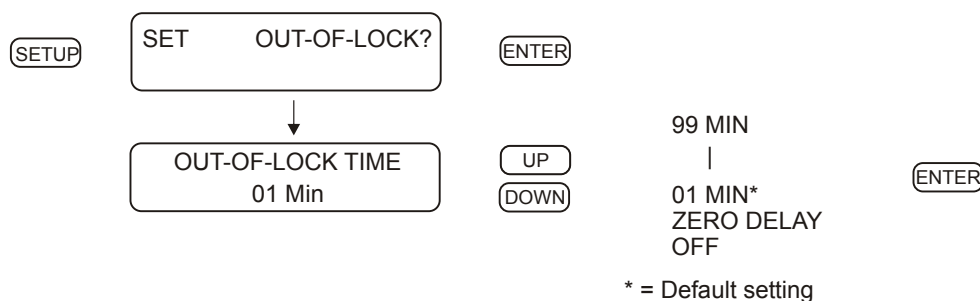 SETUP
SET OUT-OF-LOCK?
ENTER
OUT-OF-LOCK TIME
01 Min
UP
DOWN
99 MIN
|
01 MIN*
ZERO DELAY
OFF
ENTER
* = Default setting